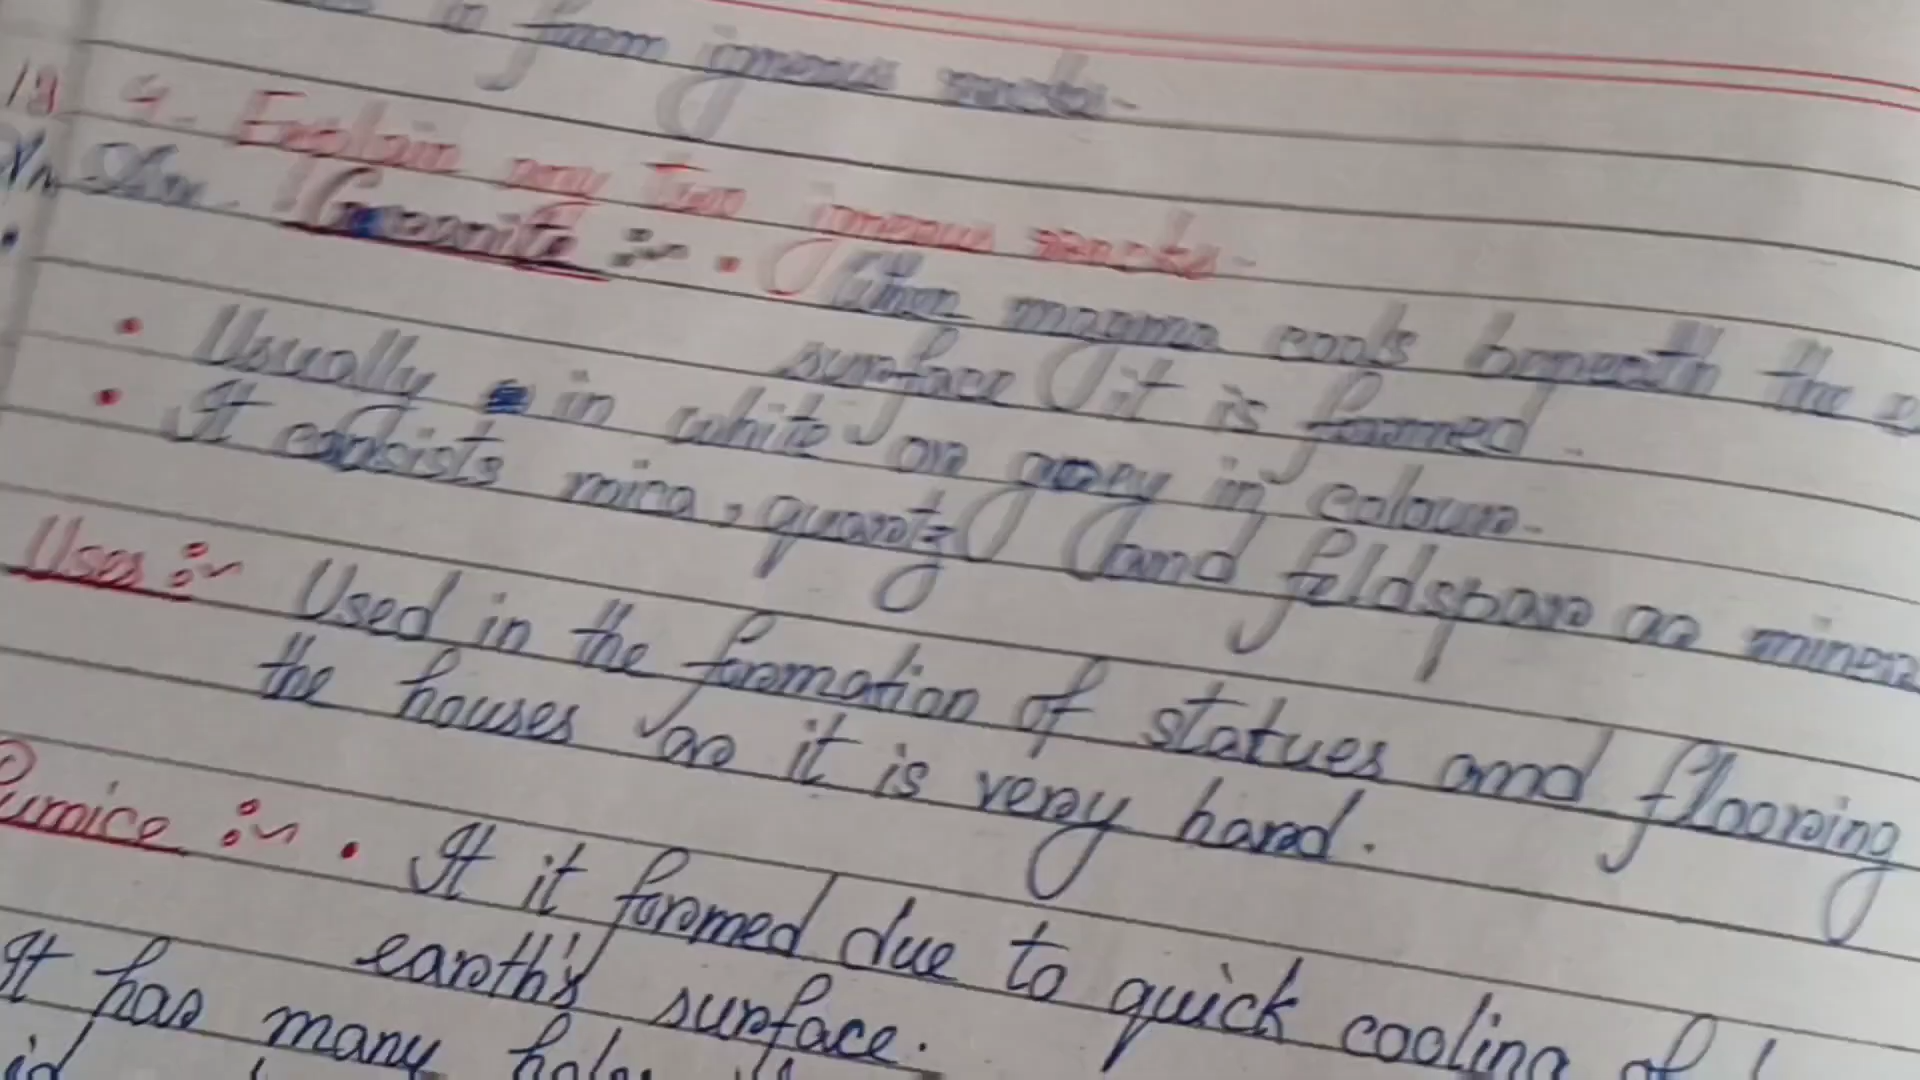 in from igneous rocks.
4. Explain any Two igneous rocks.
Ans. Granite :~ • When magma cools beneath the
surface it is formed.
• Usually in white or grey in colour.
• It consists mica, quartz and feldspar as
Uses :~ Used in the formation of statues and flooring
the houses as it is very hard.
Pumice :~ • It it formed due to quick cooling of
earth's surface.
It has many